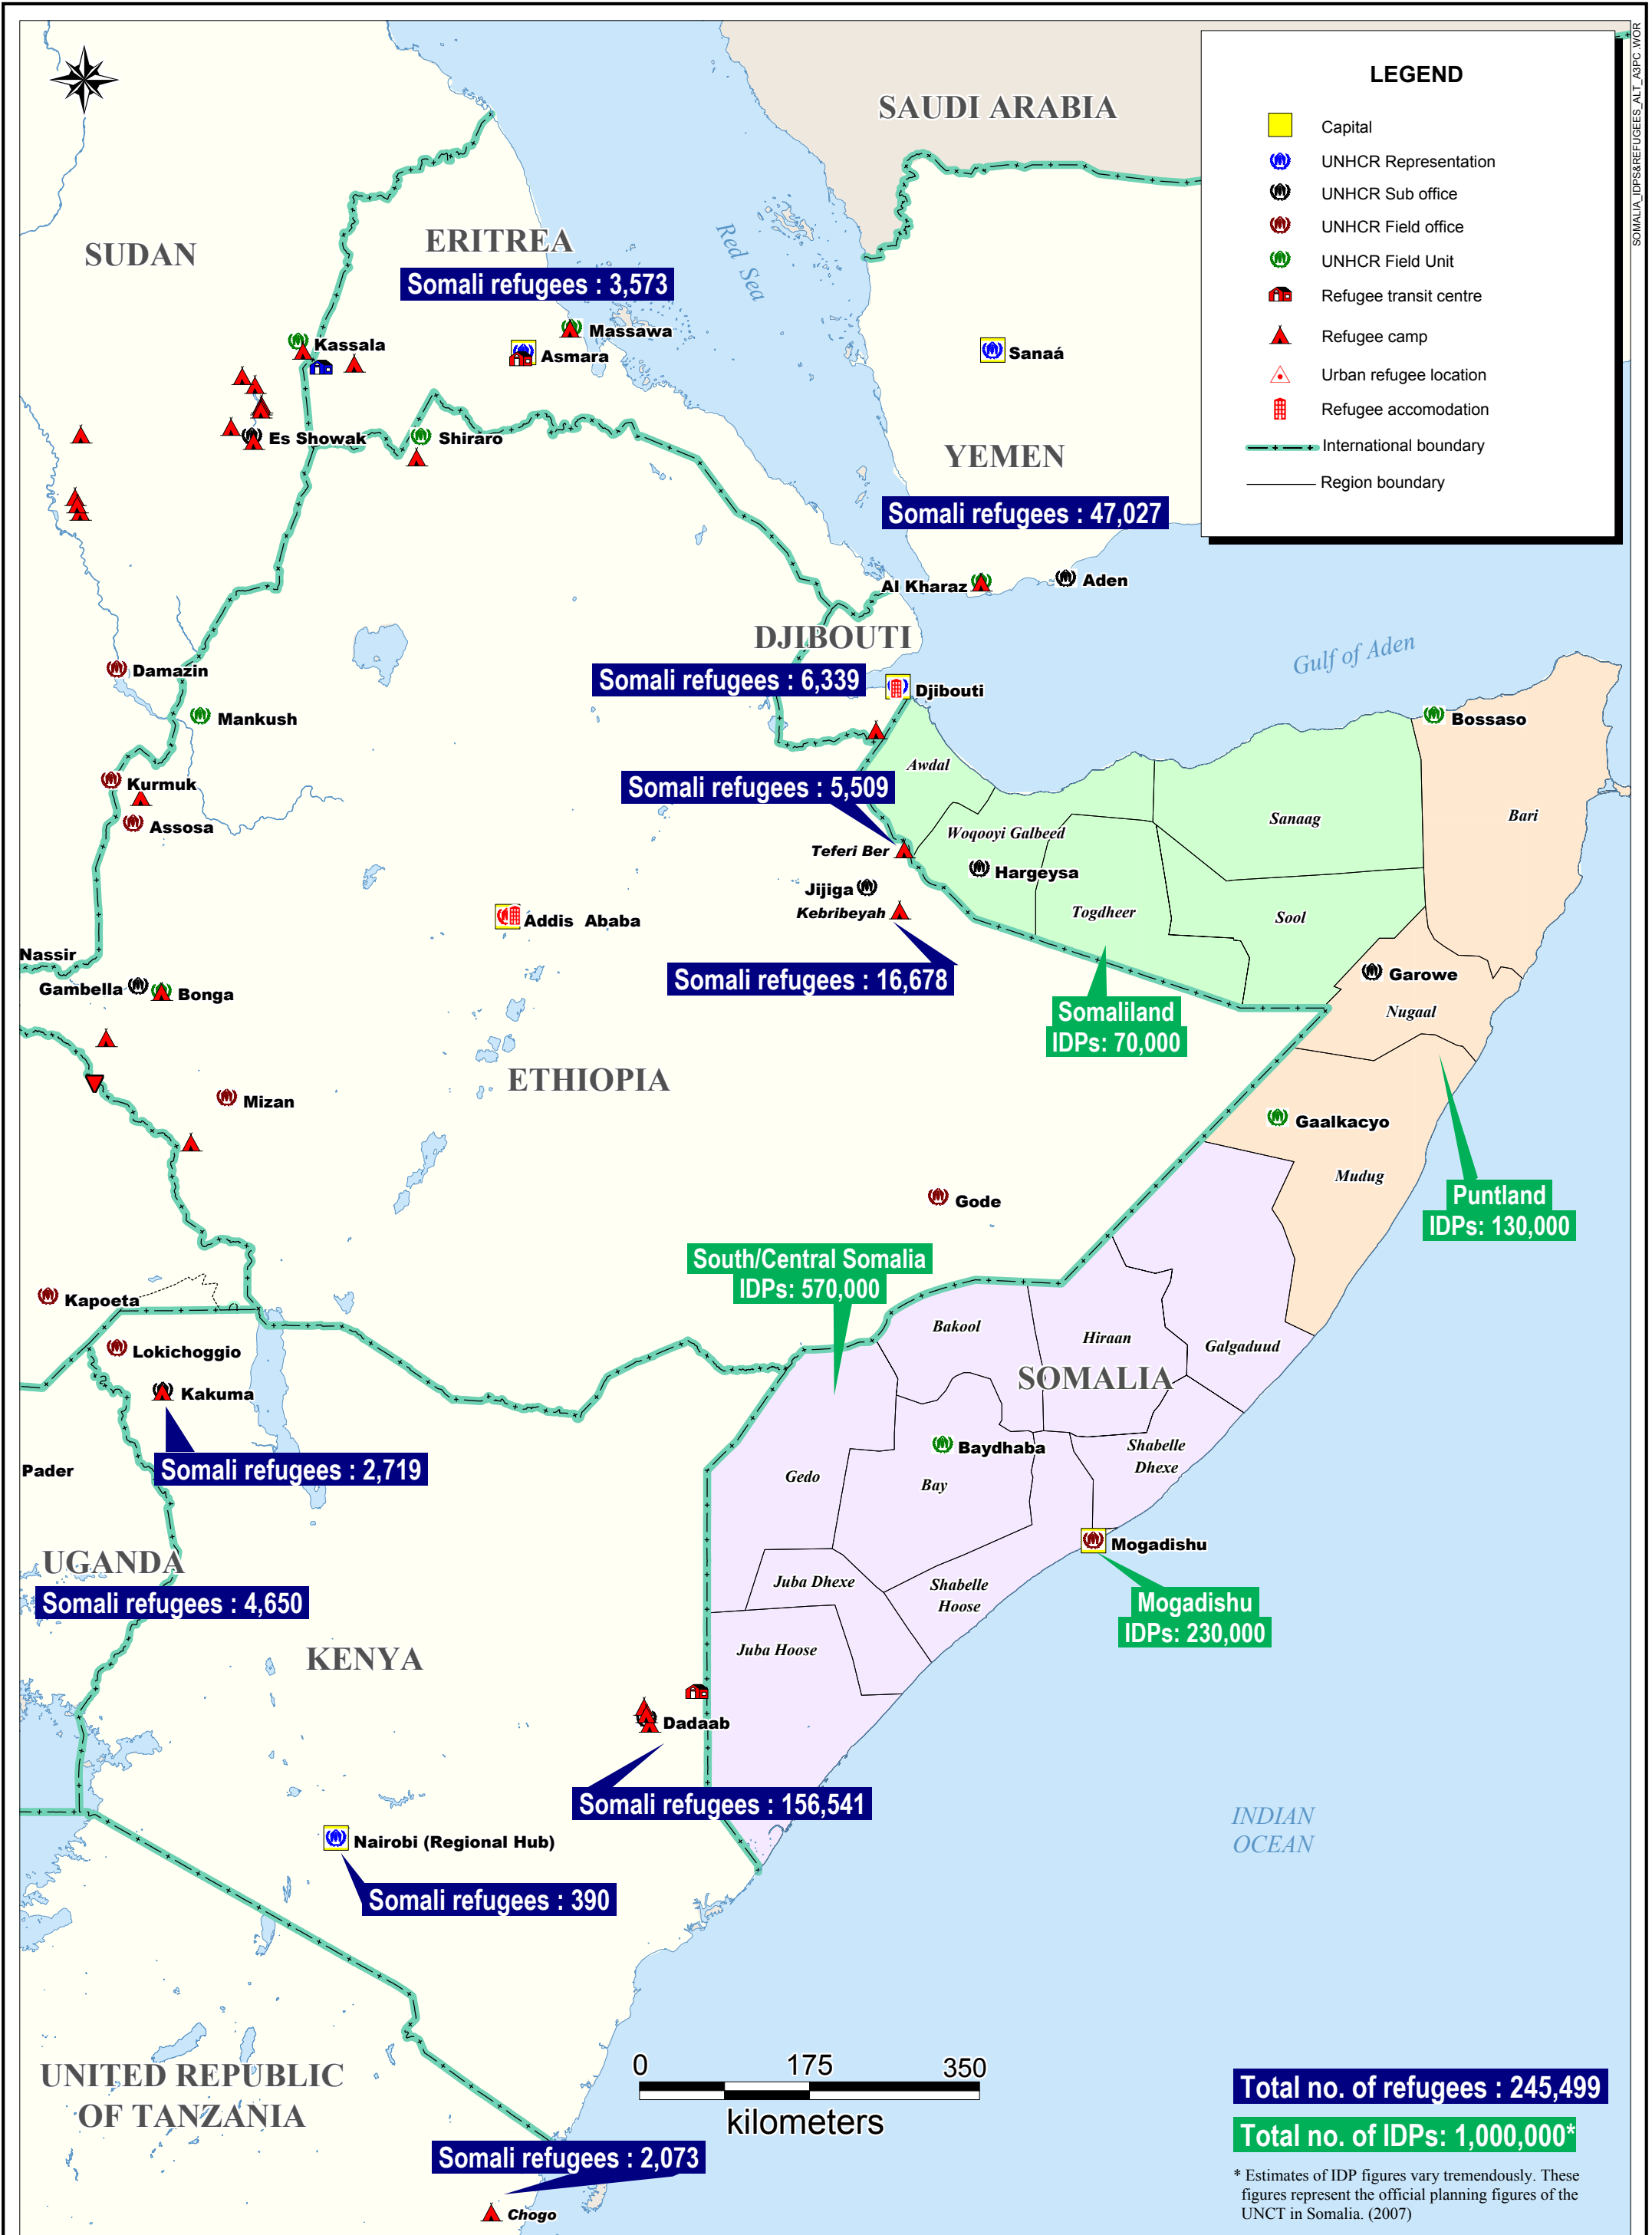 SOMALIA_IDPS&REFUGEES_ALT_A3PC .WOR
LEGEND
Capital
UNHCR Representation
UNHCR Sub office
UNHCR Field office
UNHCR Field Unit
Refugee transit centre
Refugee camp
Urban refugee location
Refugee accomodation
International boundary
Region boundary
SAUDI ARABIA
SUDAN
ERITREA
Somali refugees : 3,573
Red Sea
Massawa
Kassala
Asmara
Sanaá
Es Showak
Shiraro
YEMEN
Somali refugees : 47,027
Al Kharaz
Aden
DJIBOUTI
Gulf of Aden
Somali refugees : 6,339
Djibouti
Damazin
Mankush
Bossaso
Awdal
Kurmuk
Somali refugees : 5,509
Assosa
Woqooyi Galbeed
Sanaag
Bari
Teferi Ber
Hargeysa
Jijiga
Kebribeyah
Togdheer
Sool
Addis Ababa
Nassir
Somali refugees : 16,678
Garowe
Gambella
Bonga
Somaliland
IDPs: 70,000
Nugaal
ETHIOPIA
Mizan
Gaalkacyo
Mudug
Gode
Puntland
IDPs: 130,000
South/Central Somalia
IDPs: 570,000
Kapoeta
Bakool
Hiraan
Galgaduud
Lokichoggio
SOMALIA
Kakuma
Baydhaba
Shabelle
Dhexe
Somali refugees : 2,719
Pader
Gedo
Bay
Mogadishu
UGANDA
Somali refugees : 4,650
Juba Dhexe
Shabelle
Hoose
Mogadishu
IDPs: 230,000
KENYA
Juba Hoose
Dadaab
Somali refugees : 156,541
INDIAN
OCEAN
Nairobi (Regional Hub)
Somali refugees : 390
UNITED REPUBLIC
OF TANZANIA
0 175 350
kilometers
Total no. of refugees : 245,499
Total no. of IDPs: 1,000,000*
Somali refugees : 2,073
Chogo
* Estimates of IDP figures vary tremendously. These
figures represent the official planning figures of the
UNCT in Somalia. (2007)